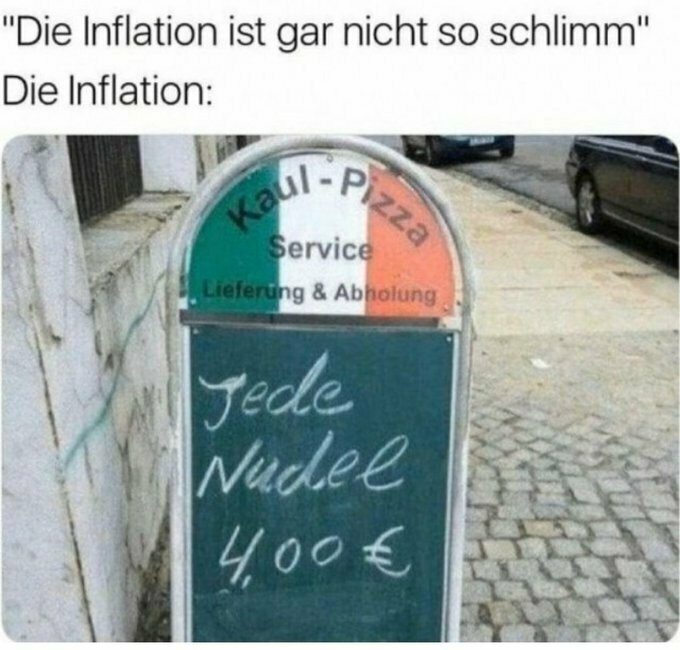 "Die Inflation ist gar nicht so schlimm"
Die Inflation:
Kaul-Pizza
Service
Lieferung & Abholung
Jede
Nudel
4,00 €